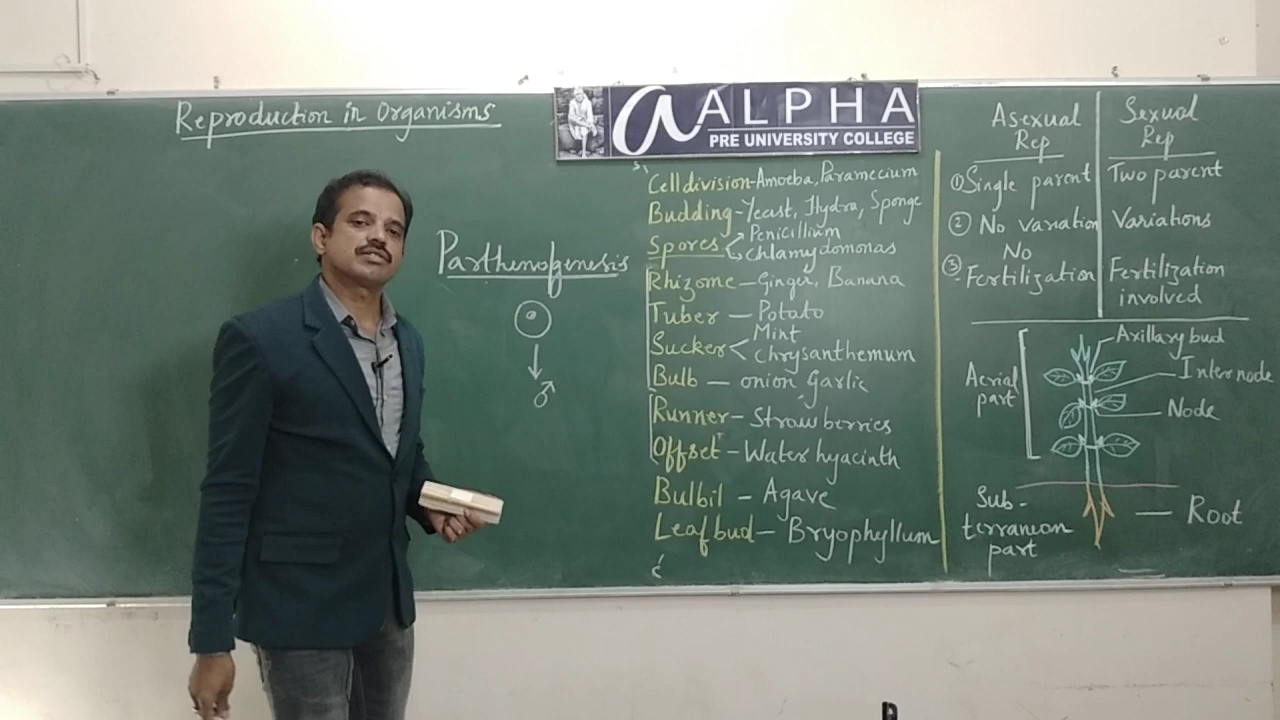 Reproduction in Organisms
a ALPHA
PRE UNIVERSITY COLLEGE
Parthenogenesis
Cell division - Amoeba, Paramecium
Budding - Yeast, Hydra, Sponge
Spores Penicillium
Chlamydomonas
Rhizome - Ginger, Banana
Tuber - Potato
Sucker < Mint
Chrysanthemum
Bulb - onion, Garlic
Runner - Strawberries
Offset - Water hyacinth
Bulbil - Agave
Leaf bud - Bryophyllum
Asexual Rep
Sexual Rep
① Single parent
Two parent
② No variation
Variations
③ No Fertilization
Fertilization involved
Aerial part
Axillary bud
Internode
Node
Sub-
terranion
part
Root